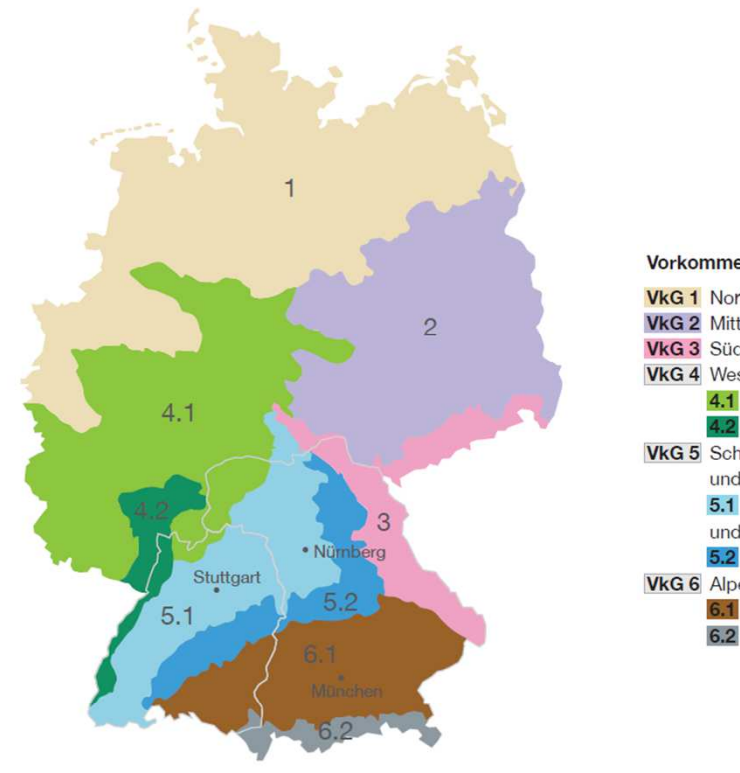 1
2
4.1
4.2
3
Nürnberg
Stuttgart
5.1
5.2
6.1
München
6.2
Vorkomme
VkG 1 Nor
VkG 2 Mitt
VkG 3 Süd
VkG 4 Wes
4.1
4.2
VkG 5 Sch
und
5.1
und
5.2
VkG 6 Alpe
6.1
6.2